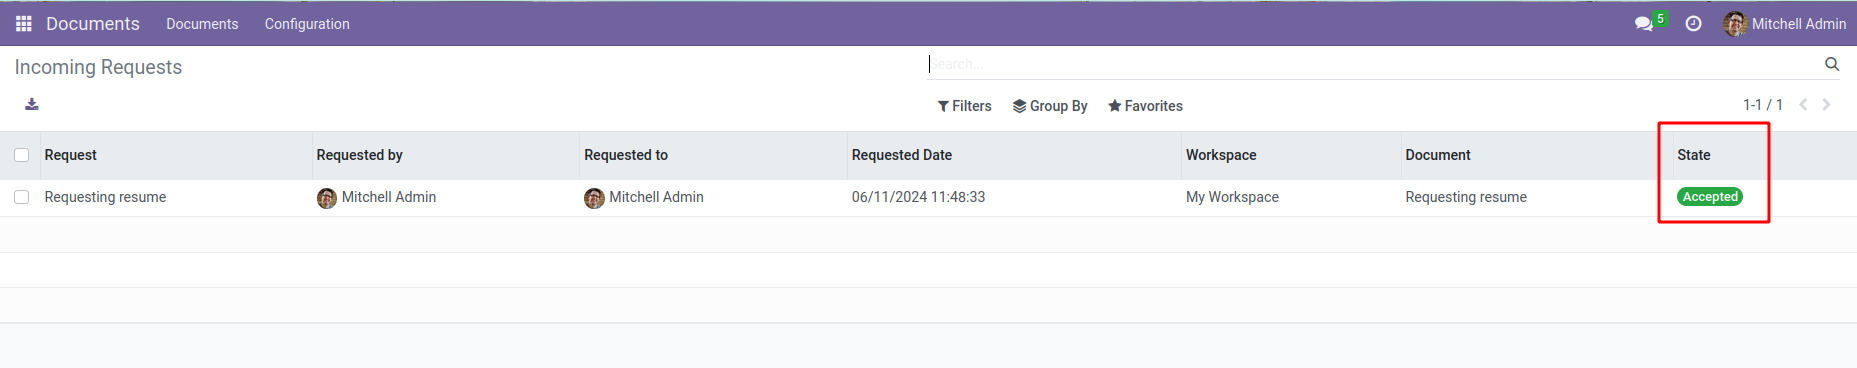 Documents Documents Configuration 5 Mitchell Admin
Incoming Requests Search...
Filters Group By Favorites 1-1 / 1
Request Requested by Requested to Requested Date Workspace Document State
Requesting resume Mitchell Admin Mitchell Admin 06/11/2024 11:48:33 My Workspace Requesting resume Accepted